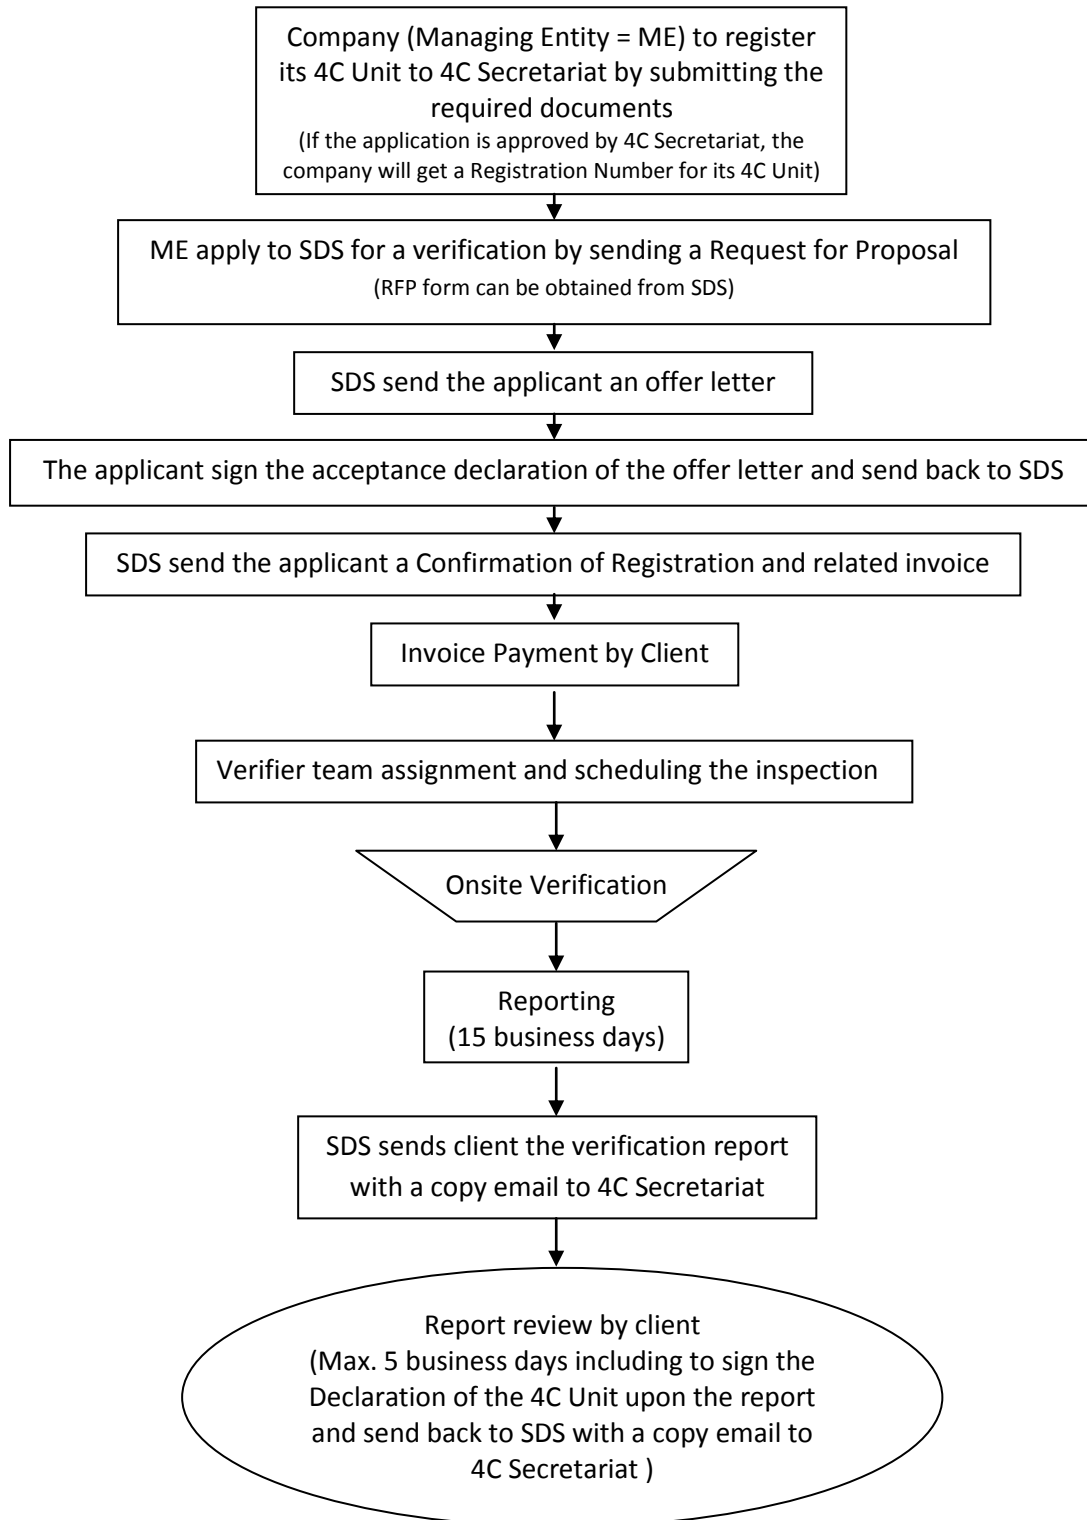 Company (Managing Entity = ME) to register
its 4C Unit to 4C Secretariat by submitting the
required documents
(If the application is approved by 4C Secretariat, the
company will get a Registration Number for its 4C Unit)
ME apply to SDS for a verification by sending a Request for Proposal
(RFP form can be obtained from SDS)
SDS send the applicant an offer letter
The applicant sign the acceptance declaration of the offer letter and send back to SDS
SDS send the applicant a Confirmation of Registration and related invoice
Invoice Payment by Client
Verifier team assignment and scheduling the inspection
Onsite Verification
Reporting
(15 business days)
SDS sends client the verification report
with a copy email to 4C Secretariat
Report review by client
(Max. 5 business days including to sign the
Declaration of the 4C Unit upon the report
and send back to SDS with a copy email to
4C Secretariat )